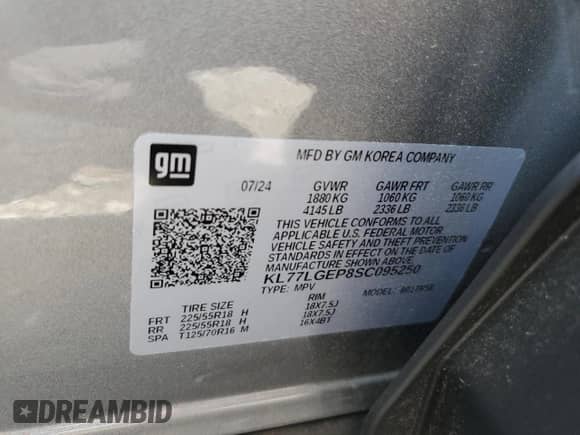 gm
MFD BY GM KOREA COMPANY
07/24 GVWR GAWR FRT GAWR RR
1880 KG 1060 KG 1060 KG
4145 LB 2336 LB 2336 LB
THIS VEHICLE CONFORMS TO ALL
APPLICABLE U.S. FEDERAL MOTOR
VEHICLE SAFETY AND THEFT PREVENTION
STANDARDS IN EFFECT ON THE DATE OF
MANUFACTURE SHOWN ABOVE.
KL77LGEP8SC095250
TYPE: MPV MODEL:
TIRE SIZE RIM
FRT 225/55R18 H 18X7.5J
RR 225/55R18 H 18X7.5J
SPA T125/70R16 M 16X4BT
DREAMBID